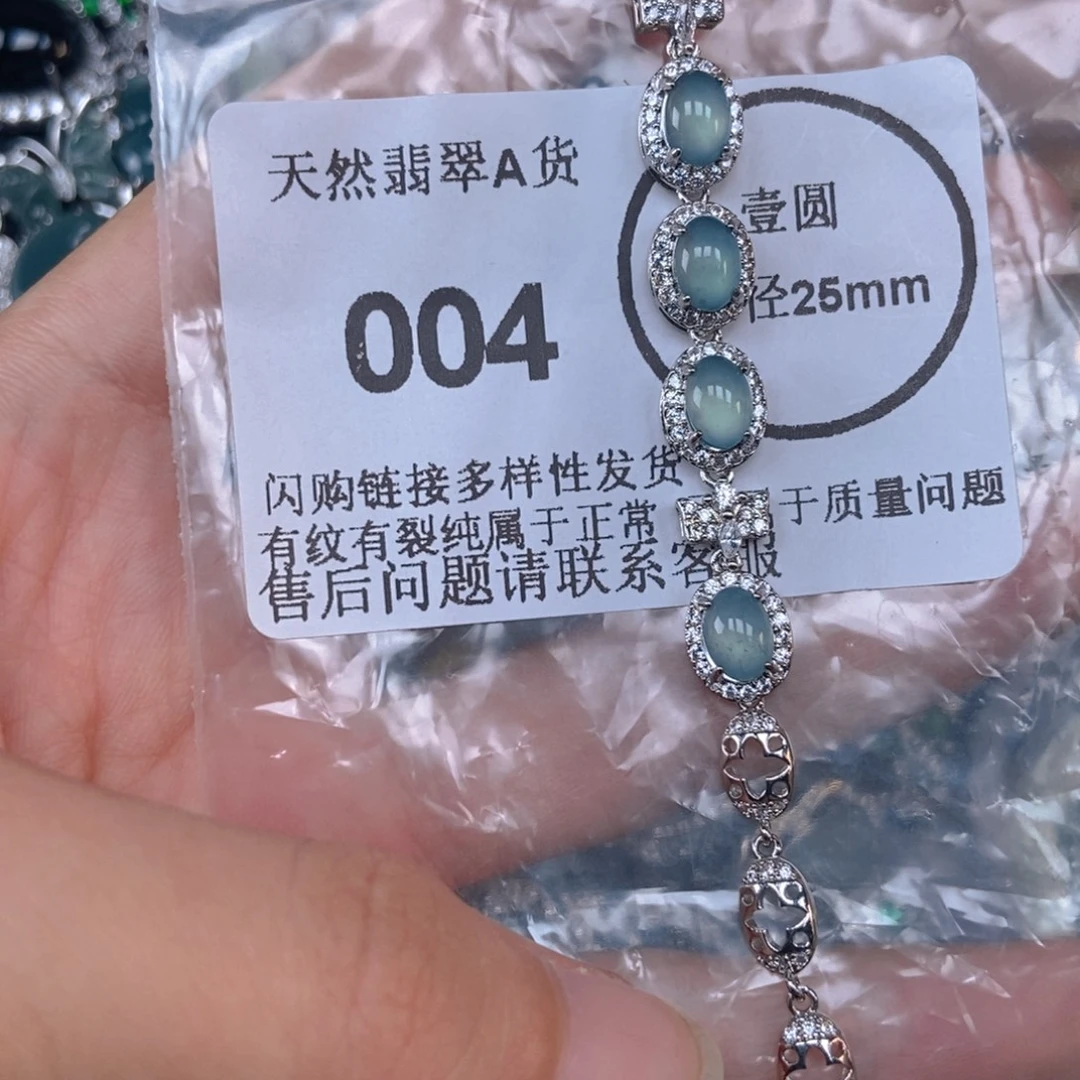 天然翡翠A货
壹圆
径25mm
004
闪购链接多样性发货
有纹有裂纯属于正常 于质量问题
售后问题请联系客服